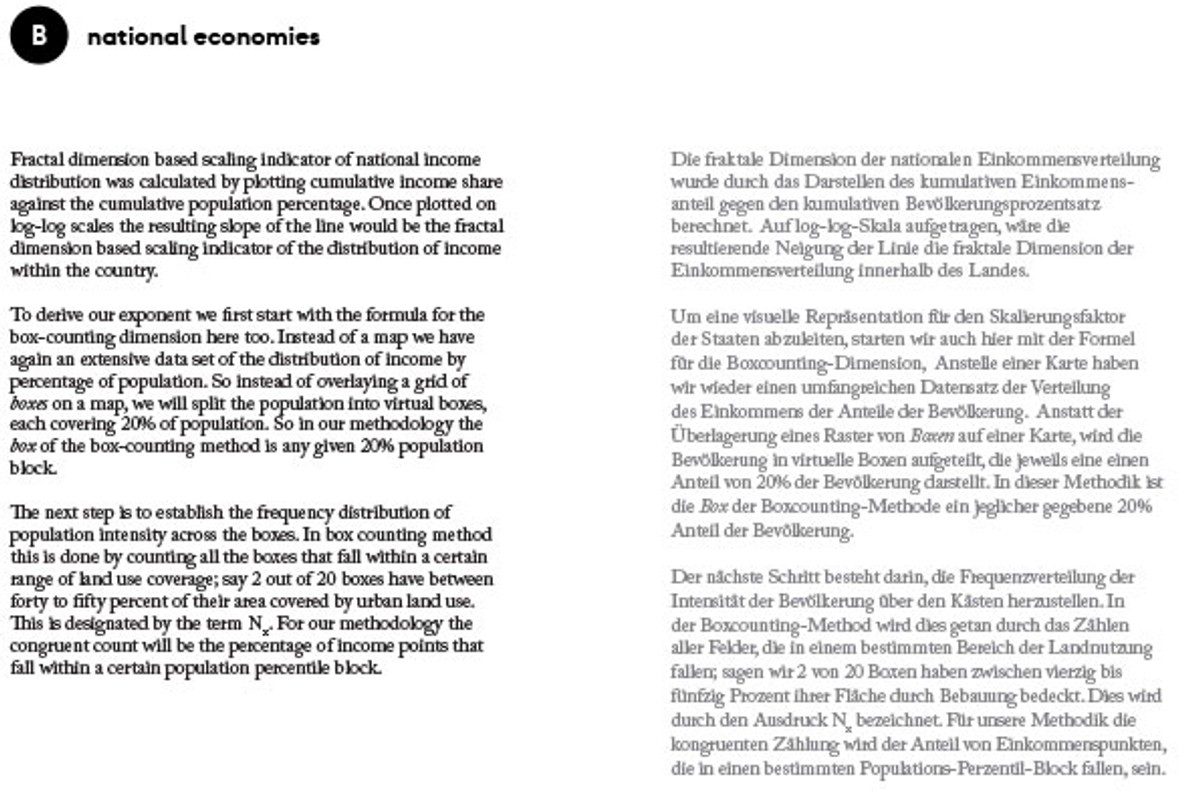 B national economies
Fractal dimension based scaling indicator of national income
distribution was calculated by plotting cumulative income share
against the cumulative population percentage. Once plotted on
log-log scales the resulting slope of the line would be the fractal
dimension based scaling indicator of the distribution of income
within the country.
To derive our exponent we first start with the formula for the
box-counting dimension here too. Instead of a map we have
again an extensive data set of the distribution of income by
percentage of population. So instead of overlaying a grid of
boxes on a map, we will split the population into virtual boxes,
each covering 20% of population. So in our methodology the
box of the box-counting method is any given 20% population
block.
The next step is to establish the frequency distribution of
population intensity across the boxes. In box counting method
this is done by counting all the boxes that fall within a certain
range of land use coverage; say 2 out of 20 boxes have between
forty to fifty percent of their area covered by urban land use.
This is designated by the term Nₓ. For our methodology the
congruent count will be the percentage of income points that
fall within a certain population percentile block.
Die fraktale Dimension der nationalen Einkommensverteilung
wurde durch das Darstellen des kumulativen Einkommens-
anteil gegen den kumulativen Bevölkerungsprozentsatz
berechnet. Auf log-log-Skala aufgetragen, wäre die
resultierende Neigung der Linie die fraktale Dimension der
Einkommensverteilung innerhalb des Landes.
Um eine visuelle Repräsentation für den Skalierungsfaktor
der Staaten abzuleiten, starten wir auch hier mit der Formel
für die Boxcounting-Dimension, Anstelle einer Karte haben
wir wieder einen umfangreichen Datensatz der Verteilung
des Einkommens der Anteile der Bevölkerung. Anstatt der
Überlagerung eines Raster von Boxen auf einer Karte, wird die
Bevölkerung in virtuelle Boxen aufgeteilt, die jeweils eine einen
Anteil von 20% der Bevölkerung darstellt. In dieser Methodik ist
die Box der Boxcounting-Methode ein jeglicher gegebene 20%
Anteil der Bevölkerung.
Der nächste Schritt besteht darin, die Frequenzverteilung der
Intensität der Bevölkerung über den Kästen herzustellen. In
der Boxcounting-Method wird dies getan durch das Zählen
aller Felder, die in einem bestimmten Bereich der Landnutzung
fallen; sagen wir 2 von 20 Boxen haben zwischen vierzig bis
fünfzig Prozent ihrer Fläche durch Bebauung bedeckt. Dies wird
durch den Ausdruck Nₓ bezeichnet. Für unsere Methodik die
kongruenten Zählung wird der Anteil von Einkommenspunkten,
die in einen bestimmten Populations-Perzentil-Block fallen, sein.